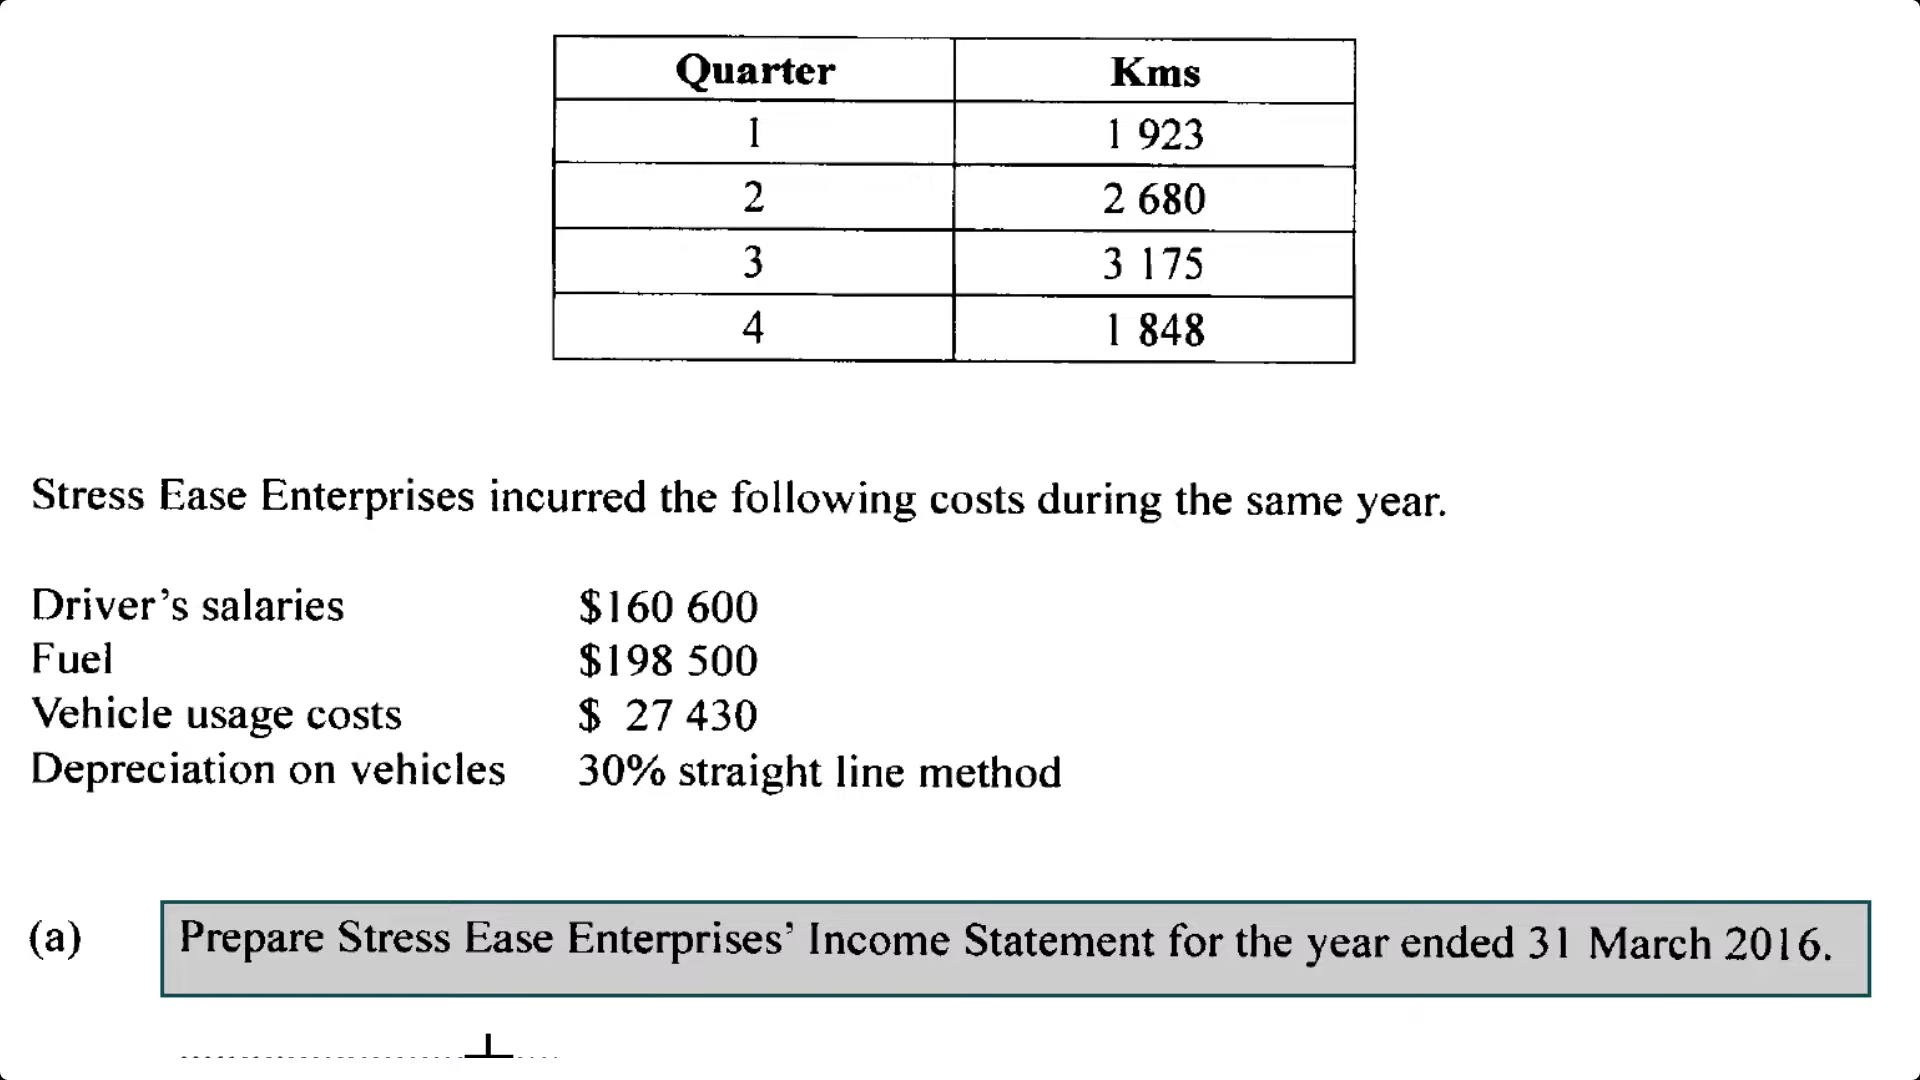 Quarter Kms
1 1 923
2 2 680
3 3 175
4 1 848
Stress Ease Enterprises incurred the following costs during the same year.
Driver’s salaries $160 600
Fuel $198 500
Vehicle usage costs $ 27 430
Depreciation on vehicles 30% straight line method
(a) Prepare Stress Ease Enterprises’ Income Statement for the year ended 31 March 2016.